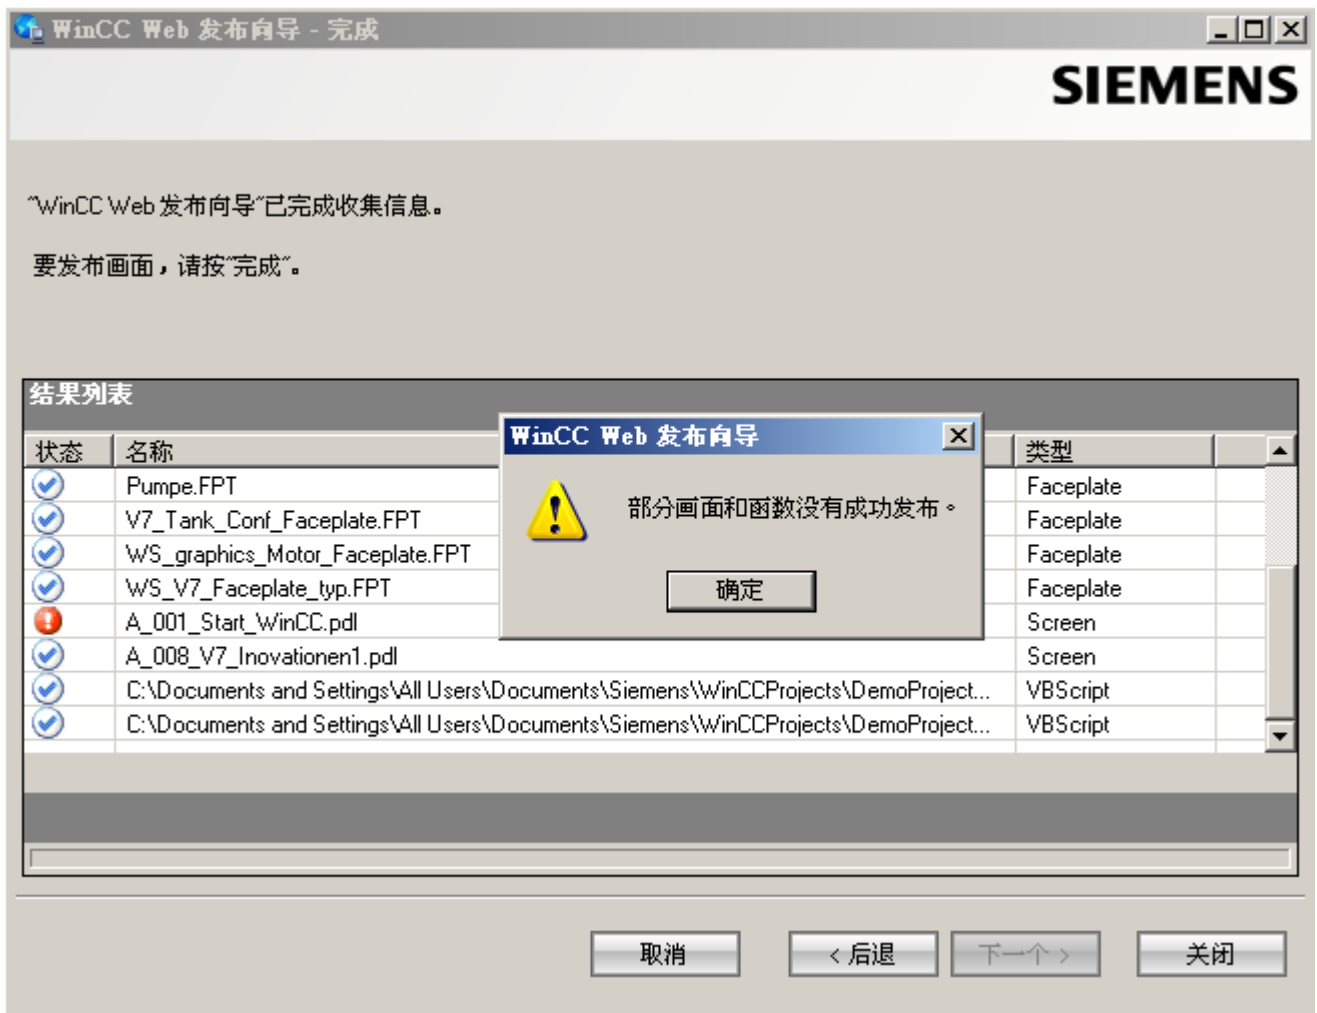 WinCC Web 发布向导 - 完成
SIEMENS
"WinCC Web 发布向导"已完成收集信息。
要发布画面，请按"完成"。
结果列表
状态 名称 类型
Pumpe.FPT Faceplate
V7_Tank_Conf_Faceplate.FPT Faceplate
WS_graphics_Motor_Faceplate.FPT Faceplate
WS_V7_Faceplate_typ.FPT Faceplate
A_001_Start_WinCC.pdl Screen
A_008_V7_Inovationen1.pdl Screen
C:\Documents and Settings\All Users\Documents\Siemens\WinCCProjects\DemoProject... VBScript
C:\Documents and Settings\All Users\Documents\Siemens\WinCCProjects\DemoProject... VBScript
WinCC Web 发布向导
部分画面和函数没有成功发布。
确定
取消 < 后退 下一个 > 关闭